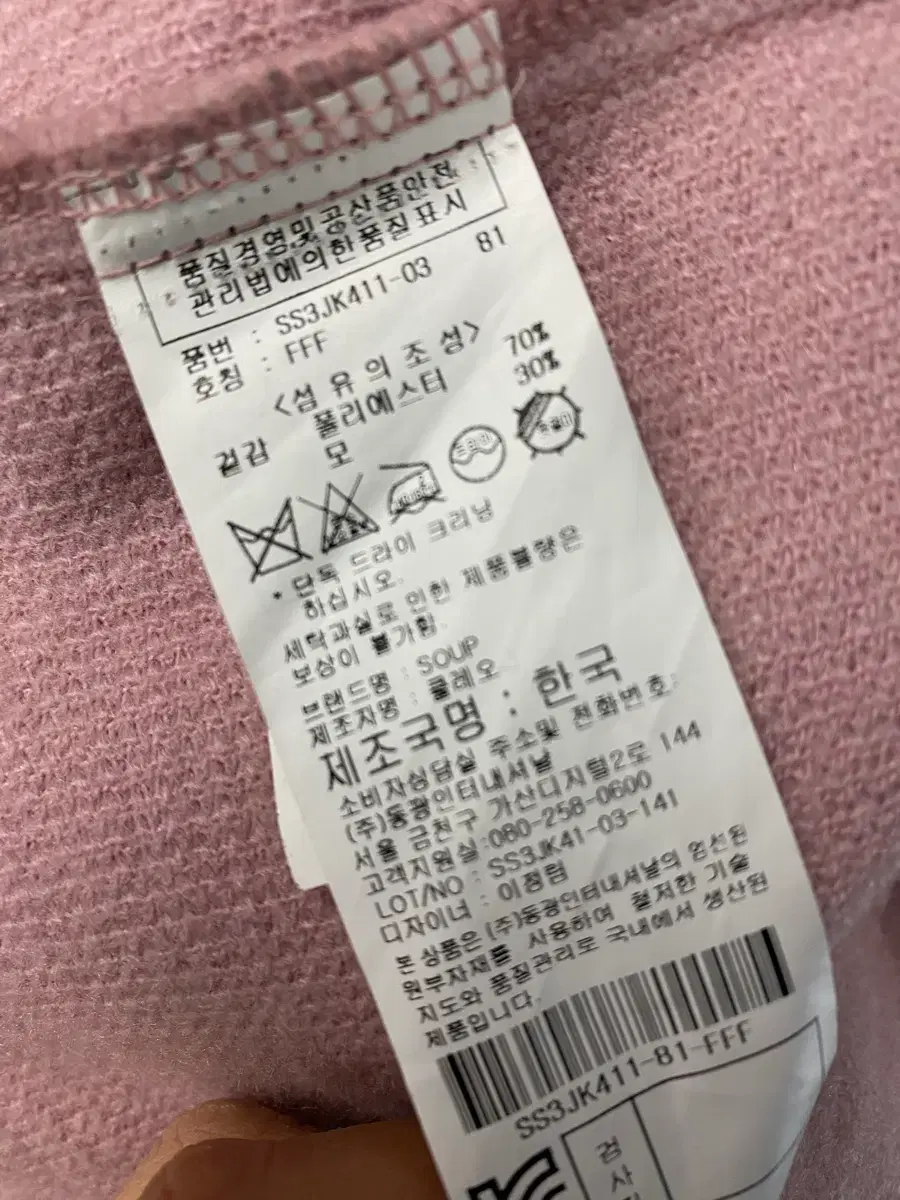 품질경영및공산품안전
관리법에의한품질표시
품번 : SS3JK411-03 81
호칭 : FFF
<섬 유 의 조 성>
겉감 폴리에스터 70%
모 30%
드라이
* 단독 드라이 크리닝
하십시오.
세탁과실로 인한 제품불량은
보상이 불가함.
브랜드명 : SOUP
제조자명 : 클레오
제조국명 : 한국
소비자상담실 주소및 전화번호:
(주)동광인터내셔날
서울 금천구 가산디지털2로 144
고객지원실:080-258-0600
LOT/NO : SS3JK41-03-141
디자이너 : 이정렴
본 상품은 (주)동광인터내셔날의 엄선된
원부자재를 사용하여 철저한 기술
지도와 품질관리로 국내에서 생산된
제품입니다.
SS3JK411-81-FFF
검
사